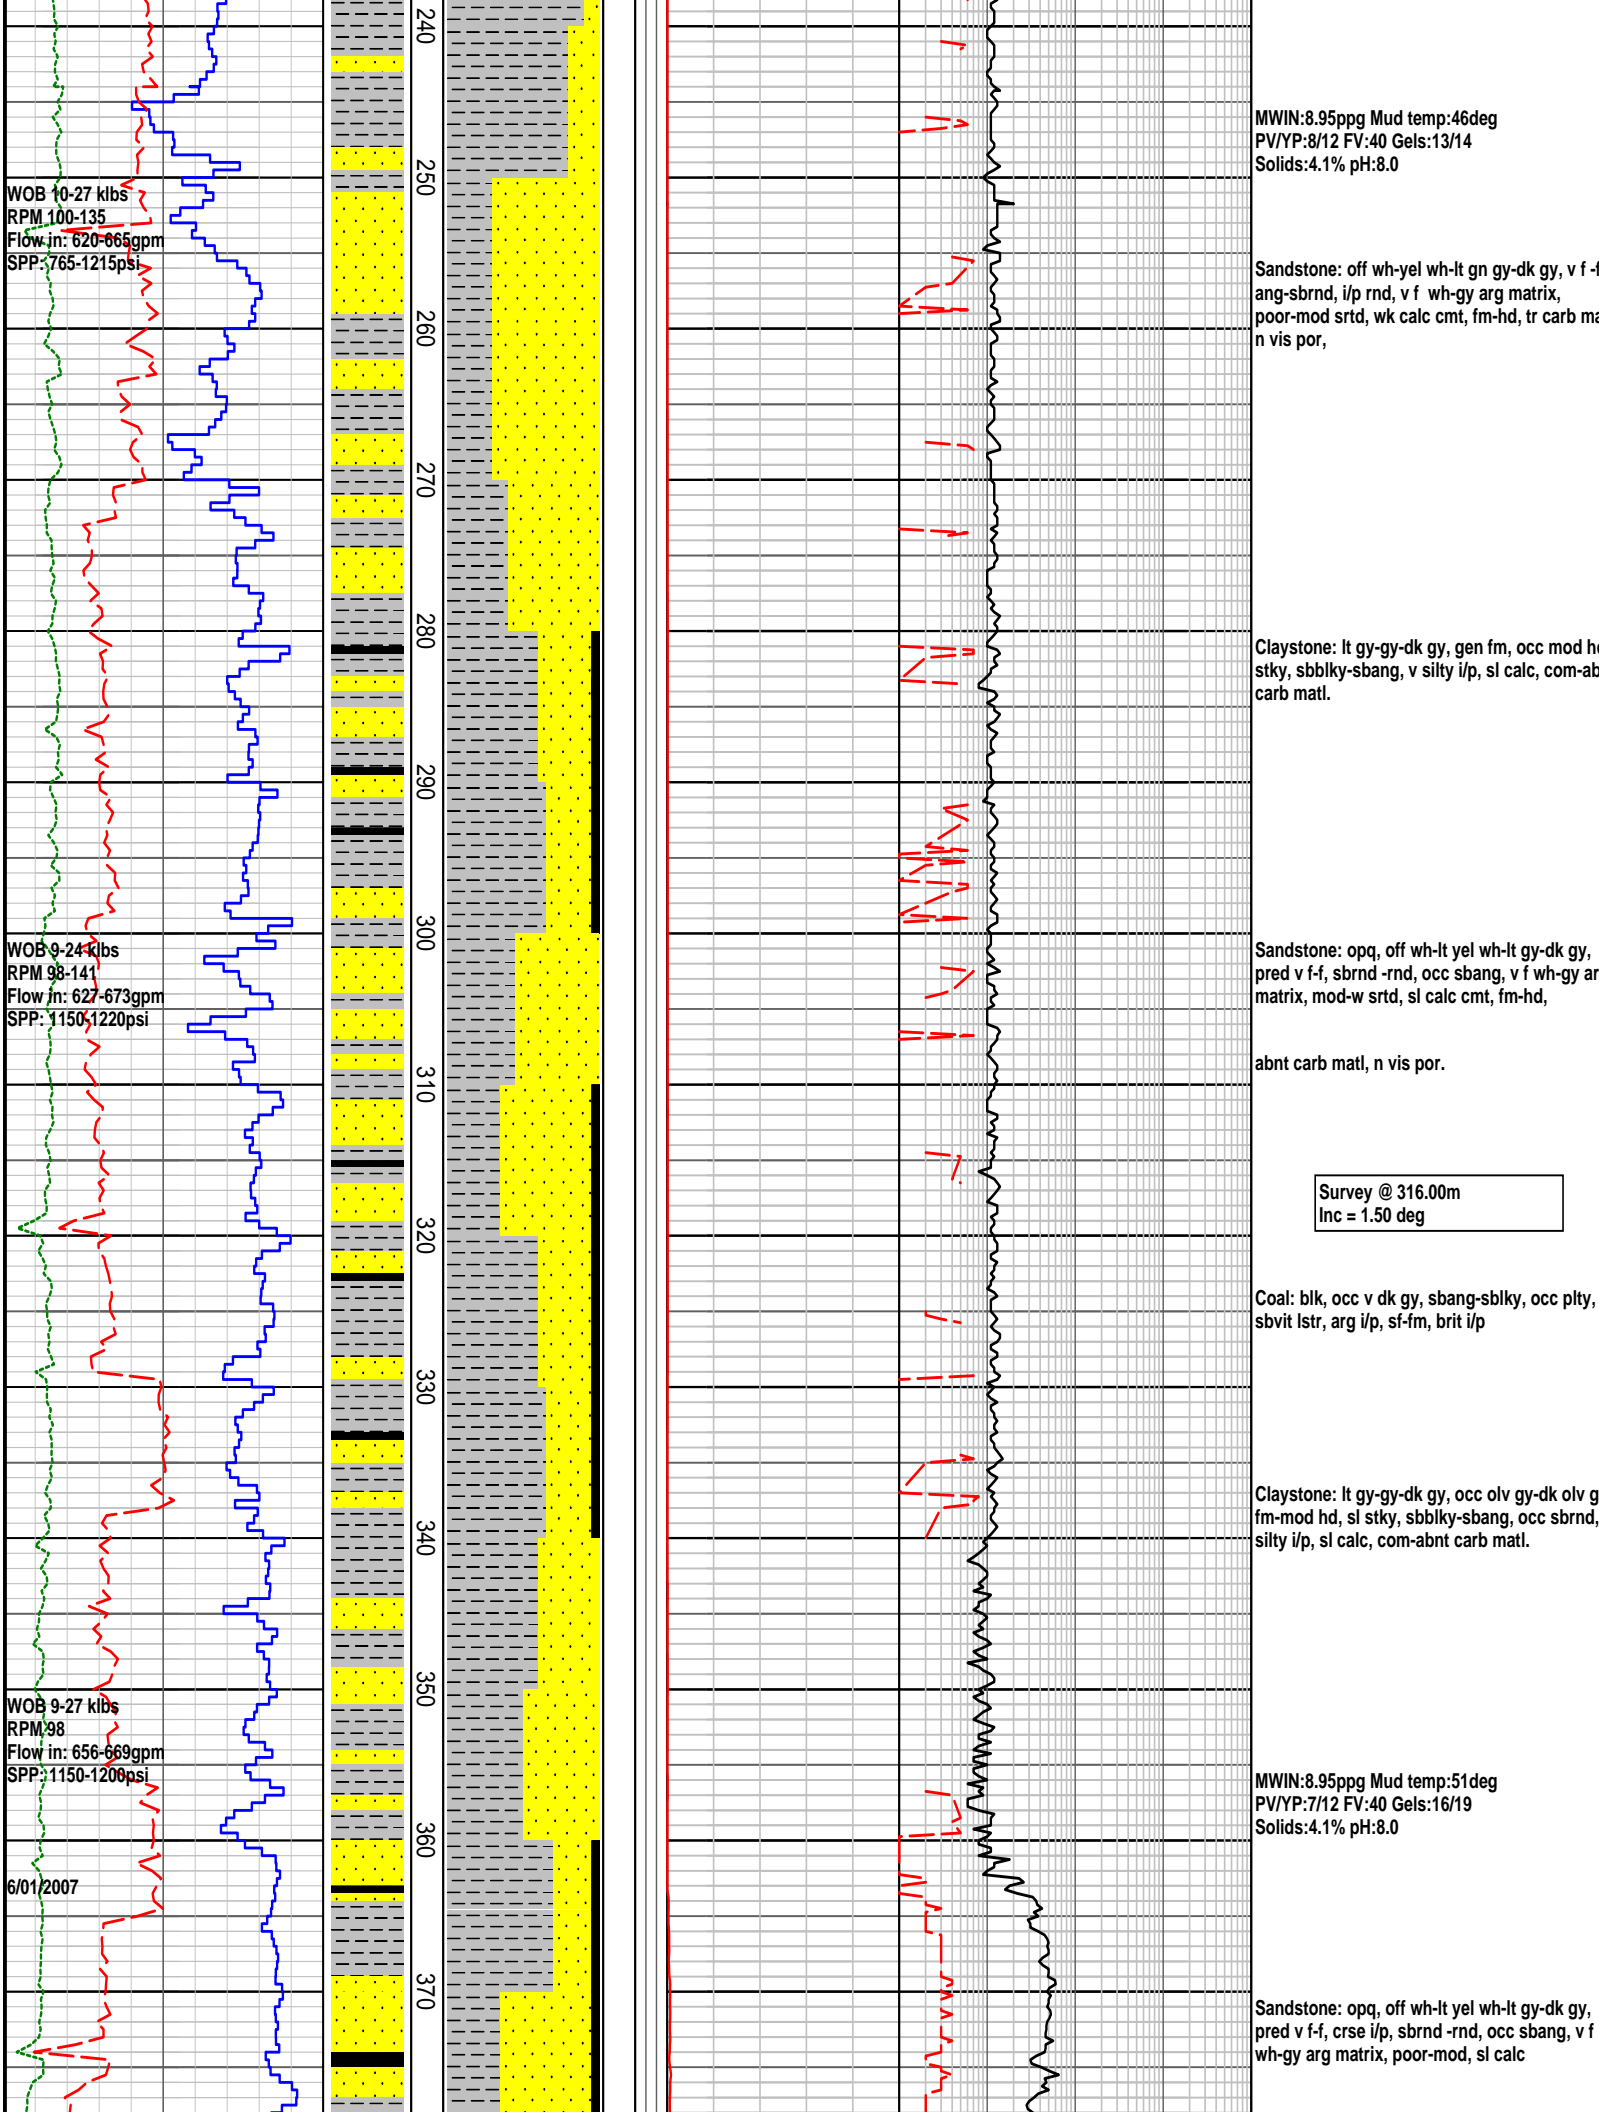 240
MWIN:8.95ppg Mud temp:46deg
PV/YP:8/12 FV:40 Gels:13/14
Solids:4.1% pH:8.0
250
WOB 10-27 klbs
RPM 100-135
Flow in: 620-665gpm
SPP: 765-1215psi
Sandstone: off wh-yel wh-lt gn gy-dk gy, v f -f
ang-sbrnd, i/p rnd, v f wh-gy arg matrix,
poor-mod srtd, wk calc cmt, fm-hd, tr carb ma
n vis por,
260
270
280
Claystone: lt gy-gy-dk gy, gen fm, occ mod h
stky, sbblky-sbang, v silty i/p, sl calc, com-ab
carb matl.
290
300
WOB 9-24 klbs
RPM 98-141
Flow in: 627-673gpm
SPP: 1150-1220psi
Sandstone: opq, off wh-lt yel wh-lt gy-dk gy,
pred v f-f, sbrnd -rnd, occ sbang, v f wh-gy ar
matrix, mod-w srtd, sl calc cmt, fm-hd,
abnt carb matl, n vis por.
310
Survey @ 316.00m
Inc = 1.50 deg
320
Coal: blk, occ v dk gy, sbang-sblky, occ plty,
sbvit lstr, arg i/p, sf-fm, brit i/p
330
Claystone: lt gy-gy-dk gy, occ olv gy-dk olv g
fm-mod hd, sl stky, sbblky-sbang, occ sbrnd,
silty i/p, sl calc, com-abnt carb matl.
340
350
WOB 9-27 klbs
RPM 98
Flow in: 656-669gpm
SPP: 1150-1200psi
MWIN:8.95ppg Mud temp:51deg
PV/YP:7/12 FV:40 Gels:16/19
Solids:4.1% pH:8.0
360
6/01/2007
370
Sandstone: opq, off wh-lt yel wh-lt gy-dk gy,
pred v f-f, crse i/p, sbrnd -rnd, occ sbang, v f
wh-gy arg matrix, poor-mod, sl calc